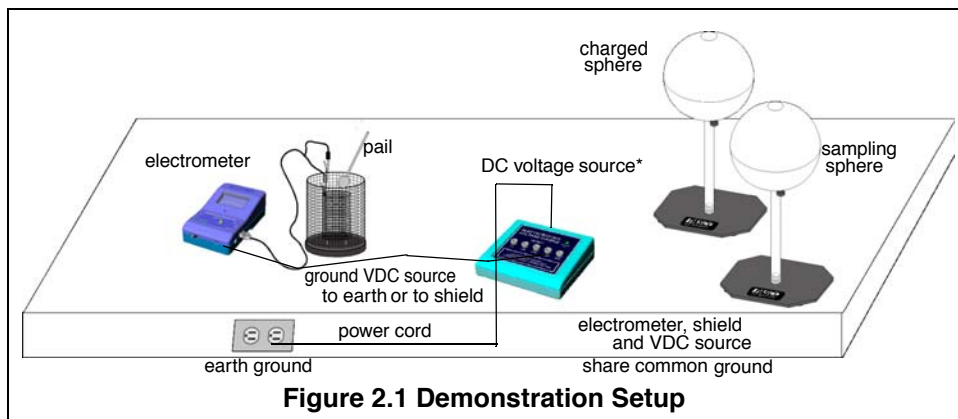 charged
sphere
sampling
sphere
pail
electrometer
DC voltage source*
ground VDC source
to earth or to shield
power cord
electrometer, shield
and VDC source
share common ground
earth ground
Figure 2.1 Demonstration Setup